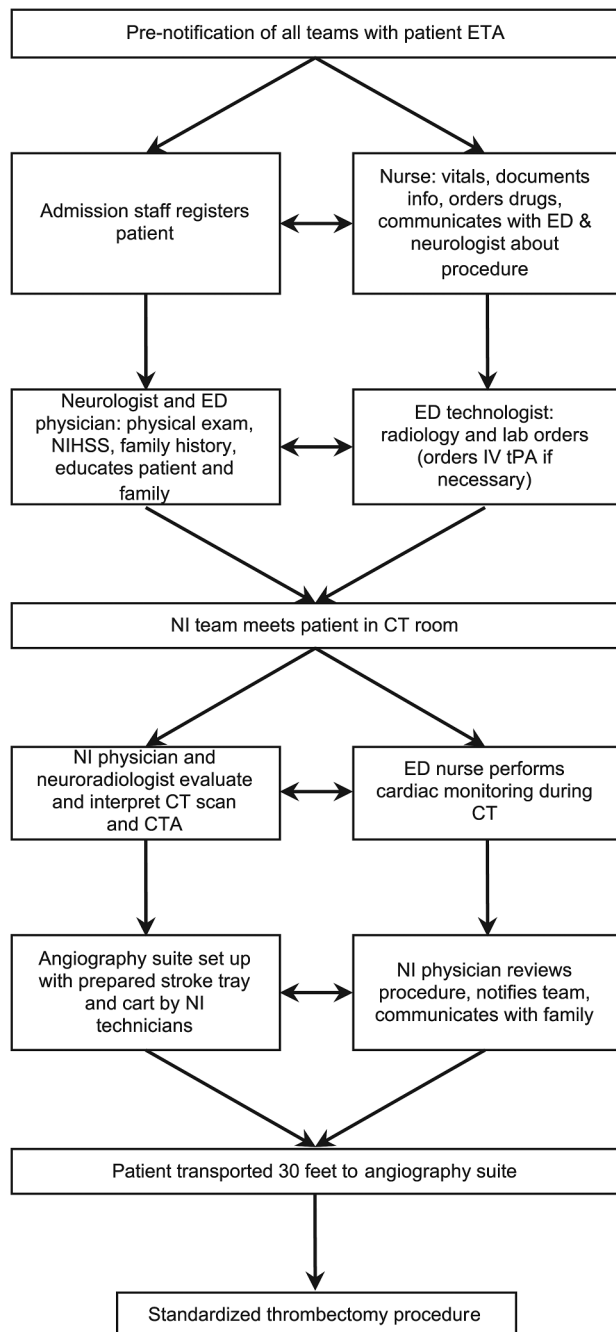 Pre-notification of all teams with patient ETA
Admission staff registers
patient
Nurse: vitals, documents
info, orders drugs,
communicates with ED &
neurologist about
procedure
Neurologist and ED
physician: physical exam,
NIHSS, family history,
educates patient and
family
ED technologist:
radiology and lab orders
(orders IV tPA if
necessary)
NI team meets patient in CT room
NI physician and
neuroradiologist evaluate
and interpret CT scan
and CTA
ED nurse performs
cardiac monitoring during
CT
Angiography suite set up
with prepared stroke tray
and cart by NI
technicians
NI physician reviews
procedure, notifies team,
communicates with family
Patient transported 30 feet to angiography suite
Standardized thrombectomy procedure